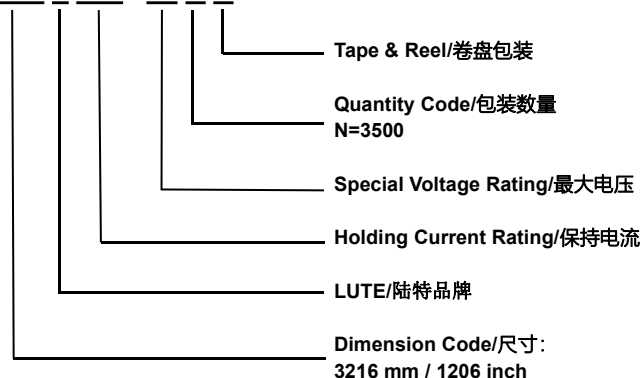 Tape & Reel/卷盘包装
Quantity Code/包装数量
N=3500
Special Voltage Rating/最大电压
Holding Current Rating/保持电流
LUTE/陆特品牌
Dimension Code/尺寸：
3216 mm / 1206 inch